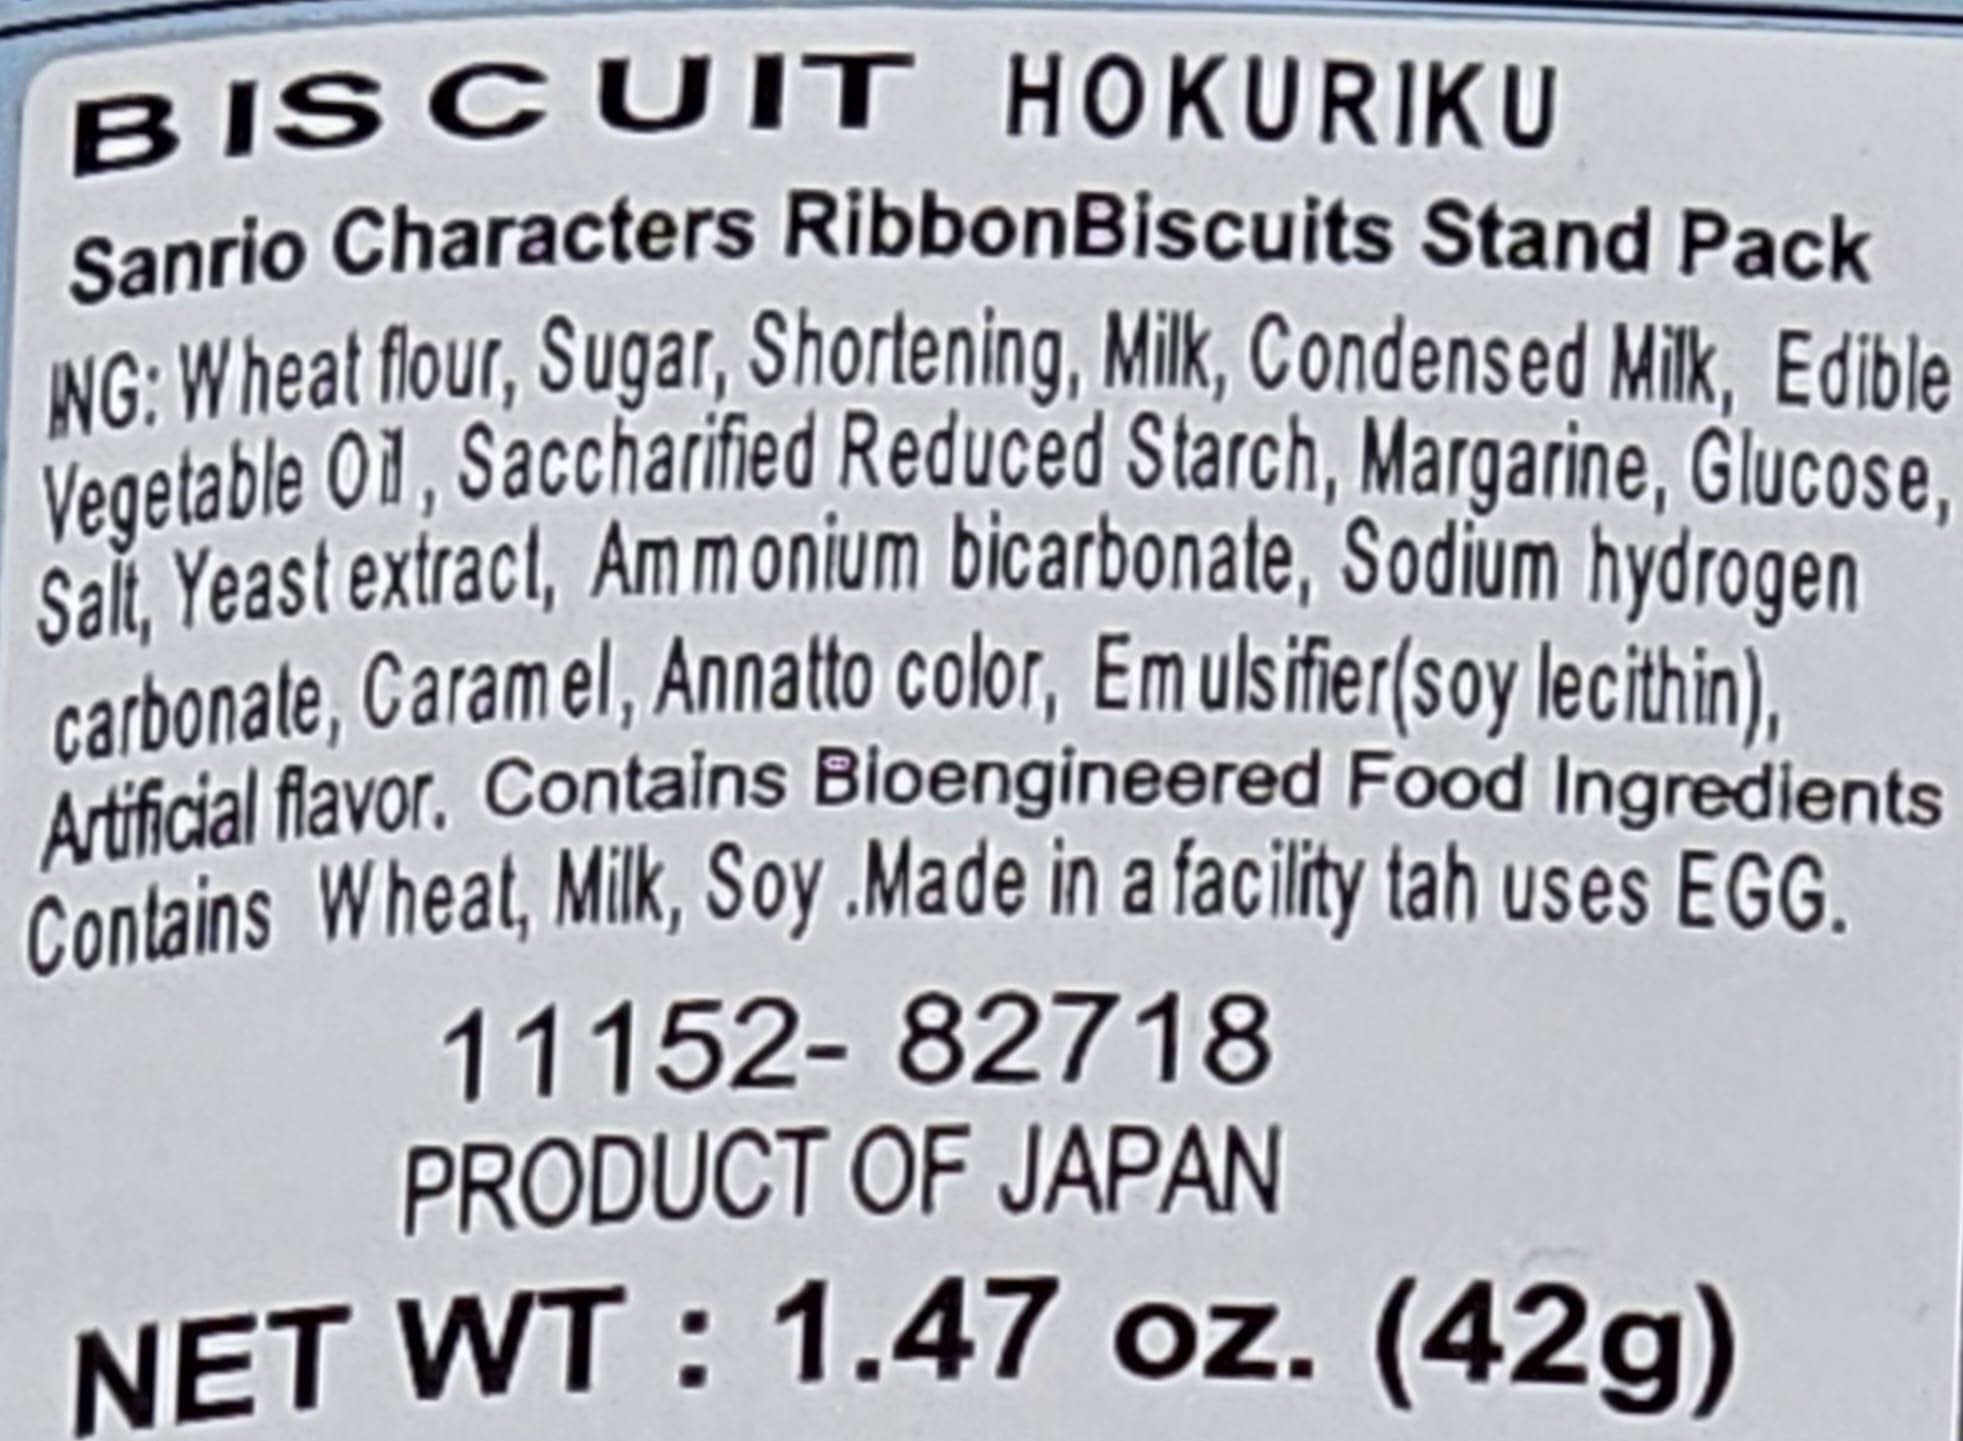 BISCUIT HOKURIKU
Sanrio Characters RibbonBiscuits Stand Pack
ING: Wheat flour, Sugar, Shortening, Milk, Condensed Milk, Edible
Vegetable Oil , Saccharified Reduced Starch, Margarine, Glucose,
Salt, Yeast extract, Ammonium bicarbonate, Sodium hydrogen
carbonate, Caramel, Annatto color, Emulsifier(soy lecithin),
Artificial flavor. Contains Bioengineered Food Ingredients
Contains Wheat, Milk, Soy .Made in a facility tah uses EGG.
11152- 82718
PRODUCT OF JAPAN
NET WT : 1.47 oz. (42g)